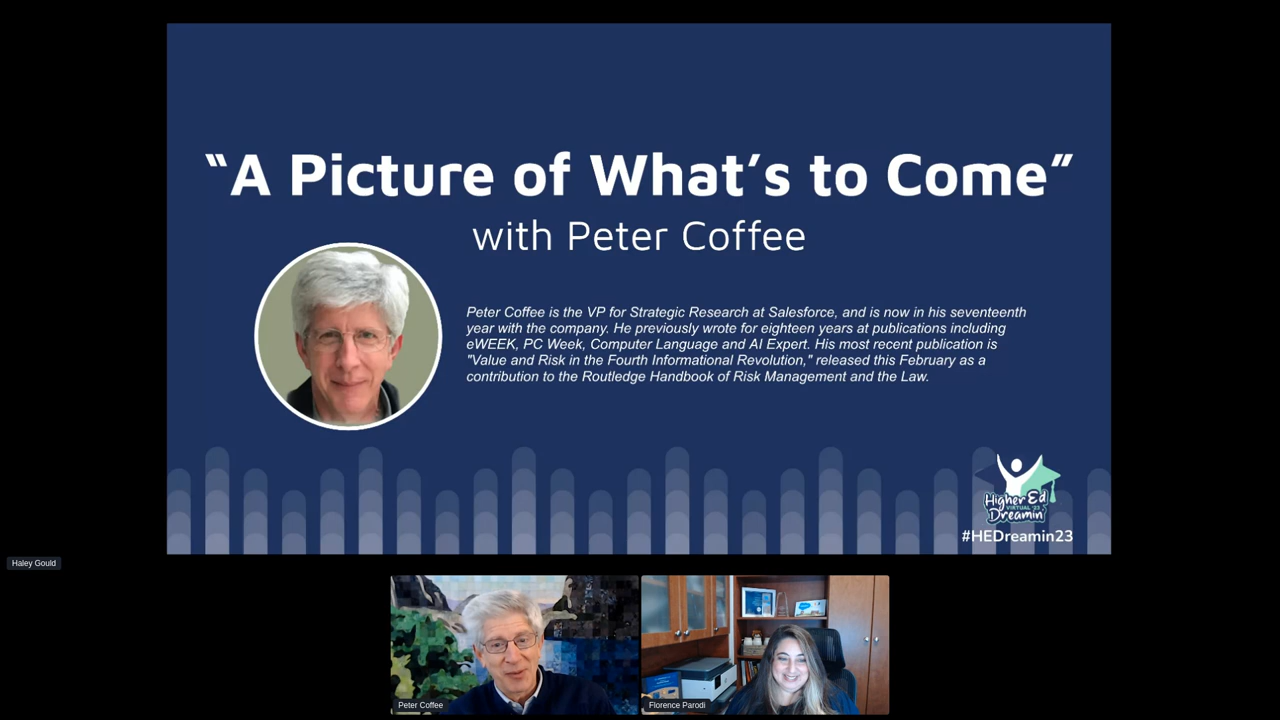 “A Picture of What’s to Come”
with Peter Coffee
Peter Coffee is the VP for Strategic Research at Salesforce, and is now in his seventeenth
year with the company. He previously wrote for eighteen years at publications including
eWEEK, PC Week, Computer Language and AI Expert. His most recent publication is
"Value and Risk in the Fourth Informational Revolution," released this February as a
contribution to the Routledge Handbook of Risk Management and the Law.
Higher Ed
VIRTUAL '23
Dreamin'
#HEDreamin23
Haley Gould
Peter Coffee
Florence Parodi